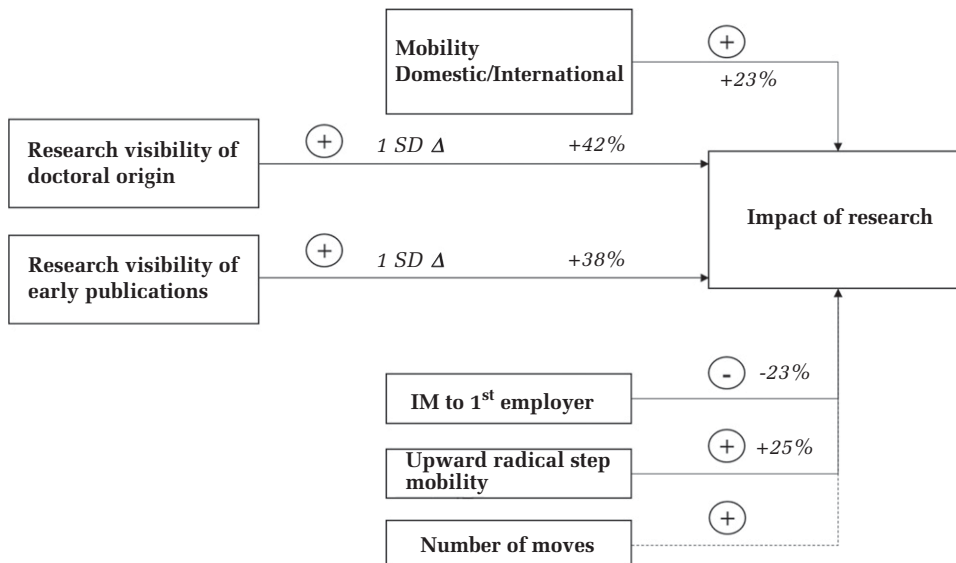 Mobility
Domestic/International
+
+23%
Research visibility of
doctoral origin
+
1 SD Δ
+42%
Impact of research
Research visibility of
early publications
+
1 SD Δ
+38%
IM to 1st employer
-
-23%
Upward radical step
mobility
+
+25%
Number of moves
+